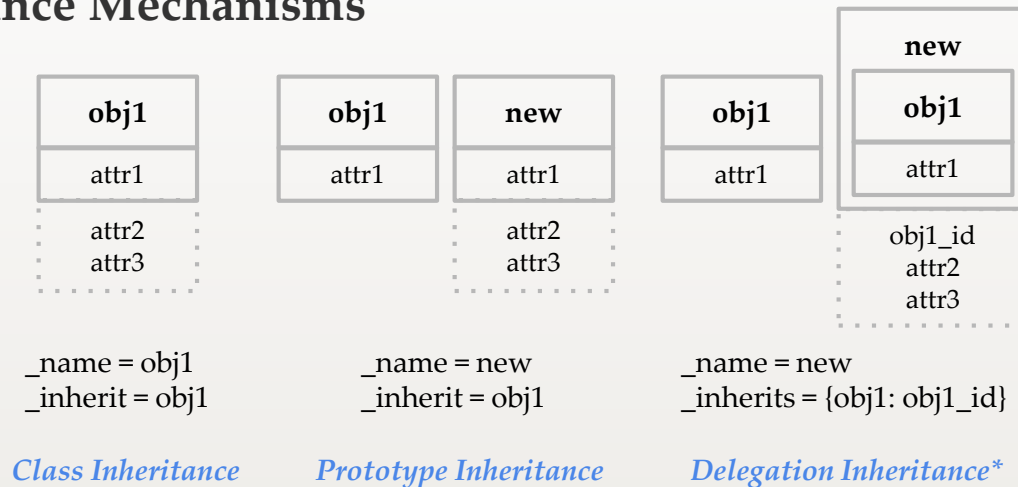 Mechanisms
obj1
attr1
attr2
attr3
_name = obj1
_inherit = obj1
Class Inheritance
obj1
attr1
new
attr1
attr2
attr3
_name = new
_inherit = obj1
Prototype Inheritance
obj1
attr1
new
obj1
attr1
obj1_id
attr2
attr3
_name = new
_inherits = {obj1: obj1_id}
Delegation Inheritance*